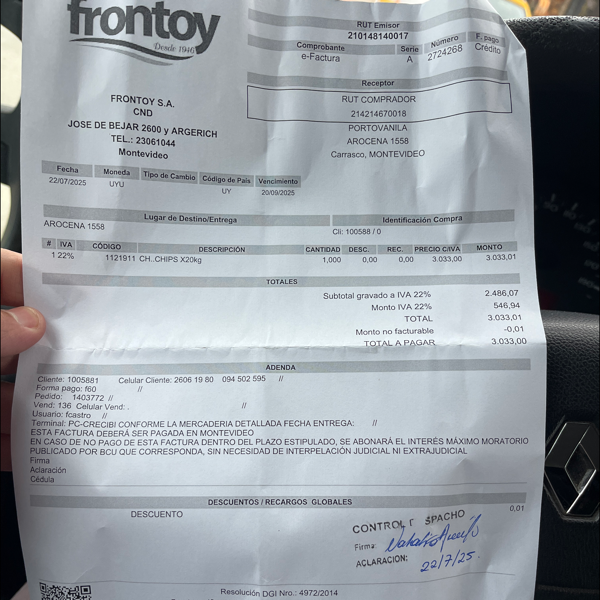 frontoy
Desde 1946
RUT Emisor
210148140017
Comprobante Serie Número F. pago
e-Factura A 2724268 Crédito
Receptor
RUT COMPRADOR
214214670018
PORTOVANILA
AROCENA 1558
Carrasco, MONTEVIDEO
FRONTOY S.A.
CND
JOSE DE BEJAR 2600 y ARGERICH
TEL.: 23061044
Montevideo
Fecha Moneda Tipo de Cambio Código de País Vencimiento
22/07/2025 UYU UY 20/09/2025
Lugar de Destino/Entrega Identificación Compra
AROCENA 1558 Cli: 100588 / 0
# IVA CÓDIGO DESCRIPCIÓN CANTIDAD DESC. REC. PRECIO C/IVA MONTO
1 22% 1121911 CH..CHIPS X20kg 1,000 0,00 0,00 3.033,00 3.033,01
TOTALES
Subtotal gravado a IVA 22% 2.486,07
Monto IVA 22% 546,94
TOTAL 3.033,01
Monto no facturable -0,01
TOTAL A PAGAR 3.033,00
ADENDA
Cliente: 1005881 Celular Cliente: 2606 19 80 094 502 595 //
Forma pago: f60 //
Pedido: 1403772 //
Vend: 136 Celular Vend: . //
Usuario: fcastro //
Terminal: PC-CRECIBI CONFORME LA MERCADERIA DETALLADA FECHA ENTREGA: //
ESTA FACTURA DEBERÁ SER PAGADA EN MONTEVIDEO
EN CASO DE NO PAGO DE ESTA FACTURA DENTRO DEL PLAZO ESTIPULADO, SE ABONARÁ EL INTERÉS MÁXIMO MORATORIO
PUBLICADO POR BCU QUE CORRESPONDA, SIN NECESIDAD DE INTERPELACIÓN JUDICIAL NI EXTRAJUDICIAL
Firma
Aclaración
Cédula
DESCUENTOS / RECARGOS GLOBALES
DESCUENTO 0,01
CONTROL SPACHO
Firma:
ACLARACION: 22/7/25.
Resolución DGI Nro.: 4972/2014